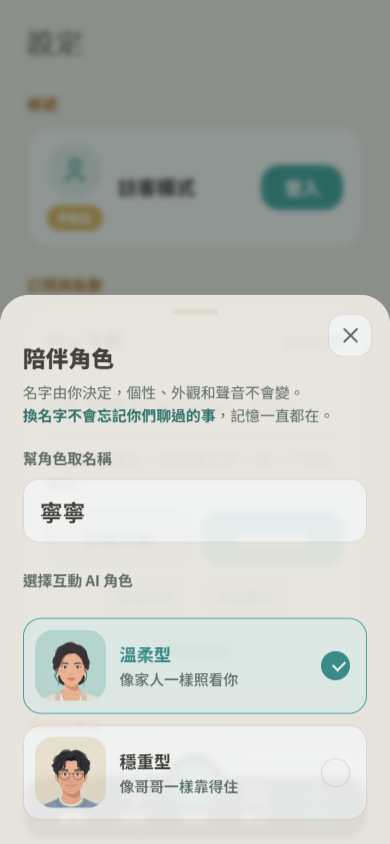 設定
帳號
訪客模式
登入
陪伴角色
名字由你決定，個性、外觀和聲音不會變。
換名字不會忘記你們聊過的事，記憶一直都在。
幫角色取名稱
寧寧
選擇互動 AI 角色
溫柔型
像家人一樣照看你
穩重型
像哥哥一樣靠得住